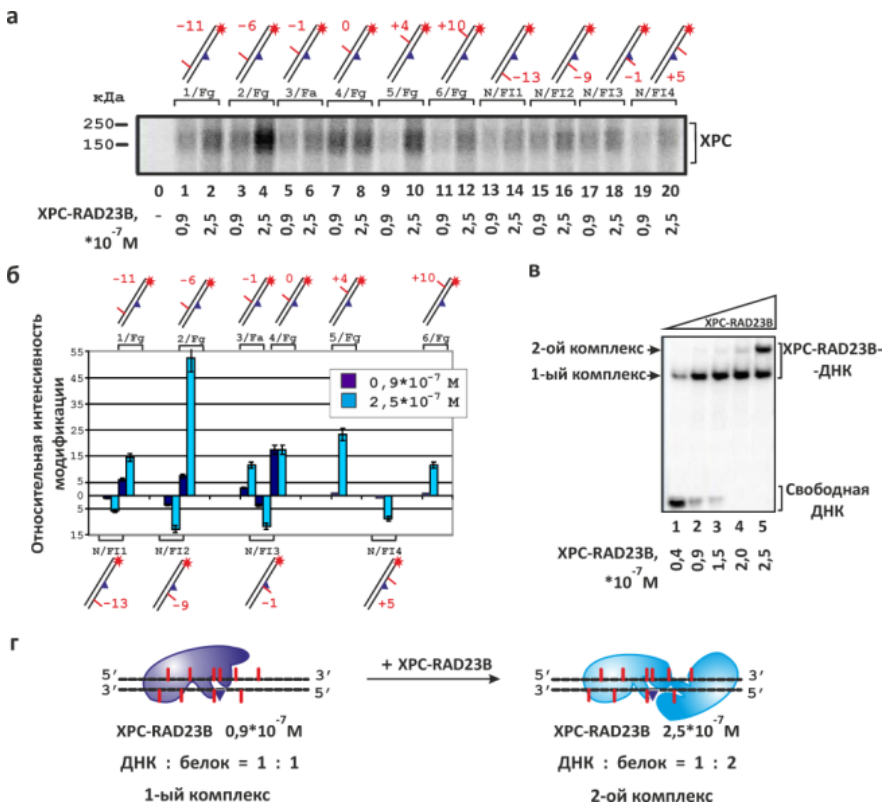 а
-11 -6 -1 0 +4 +10
-13 -9 -1 +5
кДа 1/Fg 2/Fg 3/Fa 4/Fg 5/Fg 6/Fg N/FI1 N/FI2 N/FI3 N/FI4
250
150
XPC
0 1 2 3 4 5 6 7 8 9 10 11 12 13 14 15 16 17 18 19 20
XPC-RAD23B,
*10⁻⁷ М
- 0,9 2,5 0,9 2,5 0,9 2,5 0,9 2,5 0,9 2,5 0,9 2,5 0,9 2,5 0,9 2,5 0,9 2,5 0,9 2,5
б
-11 -6 -1 0 +4 +10
1/Fg 2/Fg 3/Fa 4/Fg 5/Fg 6/Fg
Относительная интенсивность
модификации
55
45
35
25
15
5
0
5
15
0,9*10⁻⁷ М
2,5*10⁻⁷ М
N/FI1 N/FI2 N/FI3 N/FI4
-13 -9 -1 +5
в
XPC-RAD23B
2-ой комплекс
1-ый комплекс
XPC-RAD23B-
-ДНК
Свободная
ДНК
1 2 3 4 5
XPC-RAD23B,
*10⁻⁷ М
0,4 0,9 1,5 2,0 2,5
г
5' 3'
3' 5'
+ XPC-RAD23B
5' 3'
3' 5'
XPC-RAD23B 0,9*10⁻⁷ М
ДНК : белок = 1 : 1
1-ый комплекс
XPC-RAD23B 2,5*10⁻⁷ М
ДНК : белок = 1 : 2
2-ой комплекс